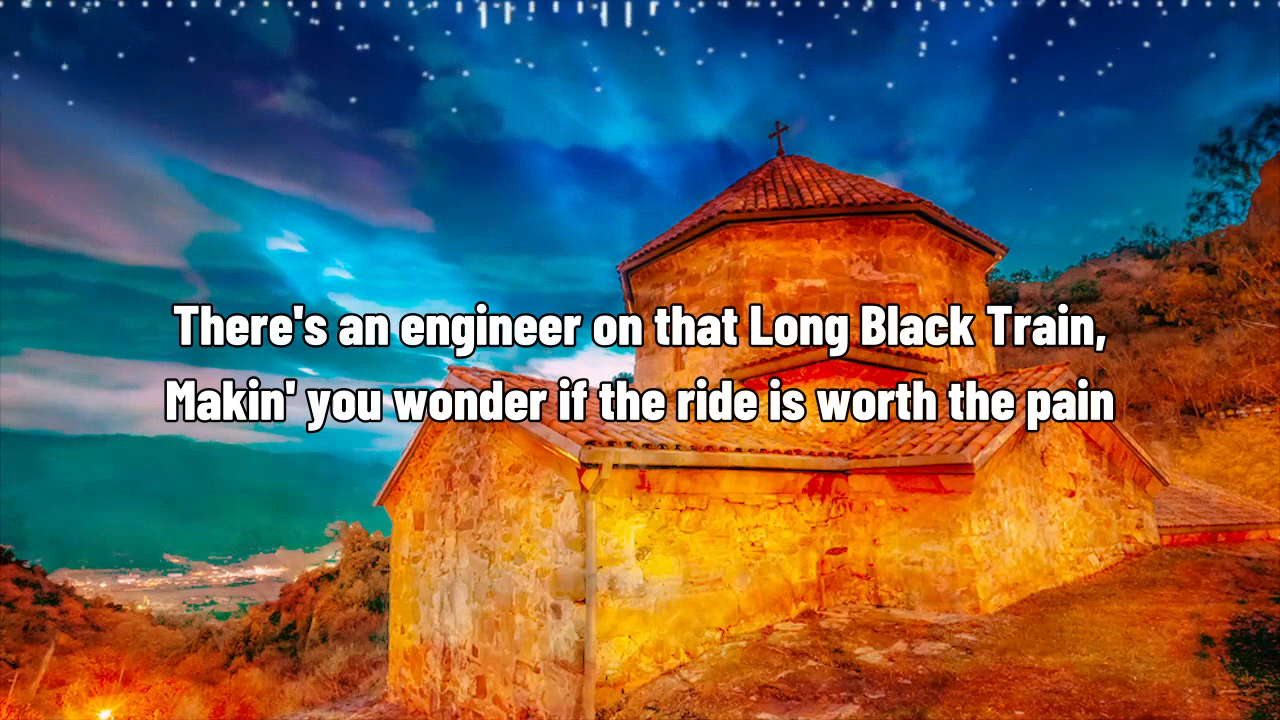 There's an engineer on that Long Black Train,
Makin' you wonder if the ride is worth the pain